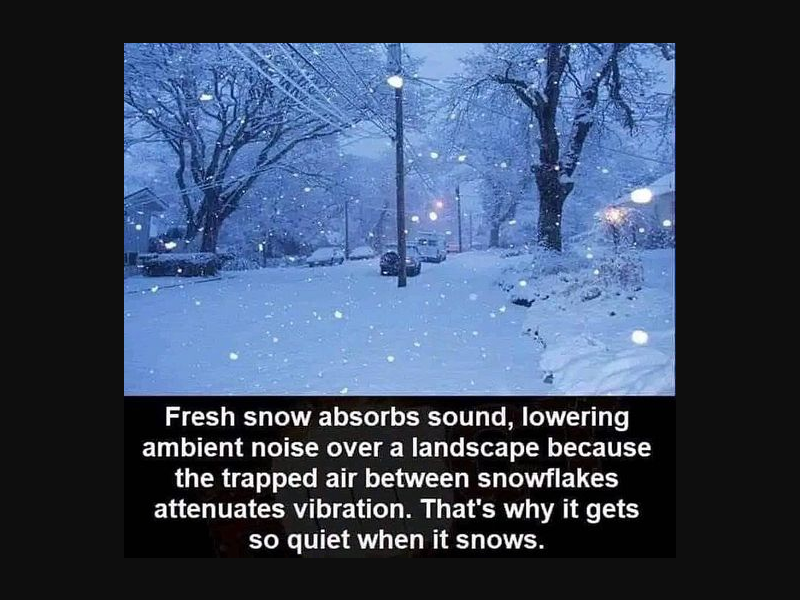 Fresh snow absorbs sound, lowering
ambient noise over a landscape because
the trapped air between snowflakes
attenuates vibration. That's why it gets
so quiet when it snows.